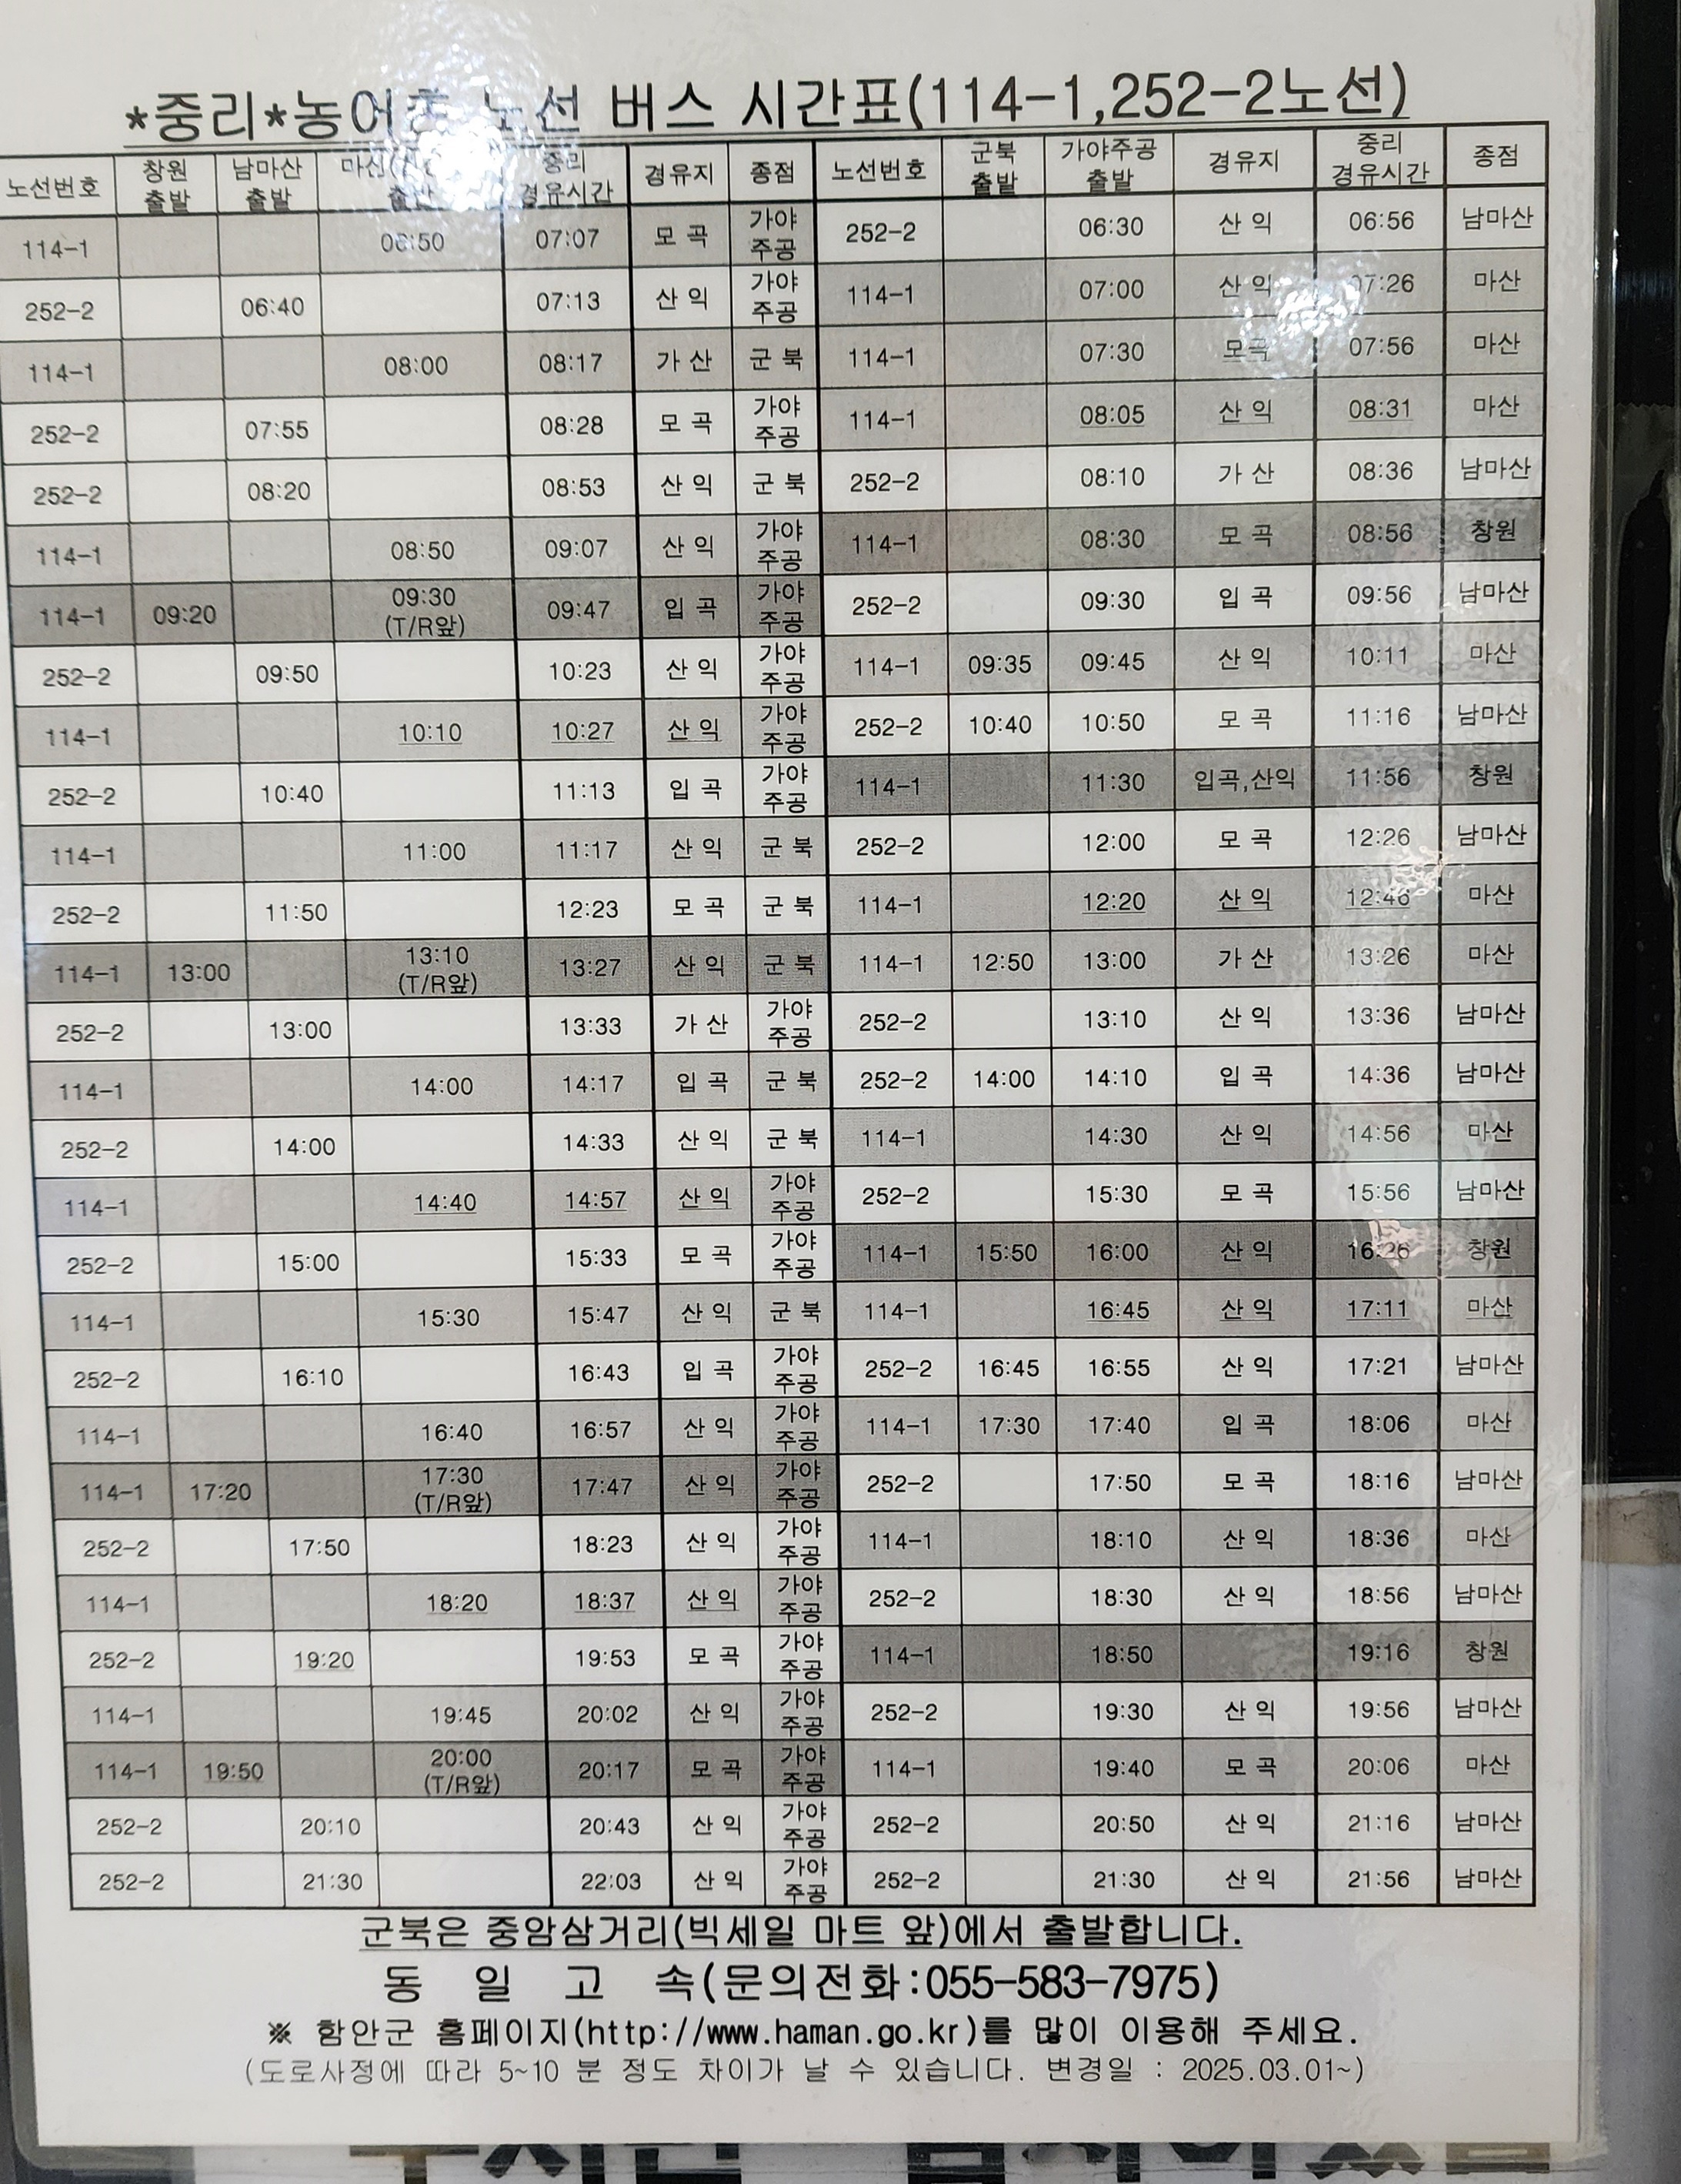 *중리*농어촌 노선 버스 시간표(114-1,252-2노선)
노선번호 창원 출발 남마산 출발 출발 중리 경유시간 경유지 종점 노선번호 군북 출발 가야주공 출발 경유지 중리 경유시간 종점
114-1 06:50 07:07 모곡 가야주공 252-2 06:30 산익 06:56 남마산
252-2 06:40 07:13 산익 가야주공 114-1 07:00 산익 07:26 마산
114-1 08:00 08:17 가산 군북 114-1 07:30 모곡 07:56 마산
252-2 07:55 08:28 모곡 가야주공 114-1 08:05 산익 08:31 마산
252-2 08:20 08:53 산익 군북 252-2 08:10 가산 08:36 남마산
114-1 08:50 09:07 산익 가야주공 114-1 08:30 모곡 08:56 창원
114-1 09:20 09:30 (T/R앞) 09:47 입곡 가야주공 252-2 09:30 입곡 09:56 남마산
252-2 09:50 10:23 산익 가야주공 114-1 09:35 09:45 산익 10:11 마산
114-1 10:10 10:27 산익 가야주공 252-2 10:40 10:50 모곡 11:16 남마산
252-2 10:40 11:13 입곡 가야주공 114-1 11:30 입곡,산익 11:56 창원
114-1 11:00 11:17 산익 군북 252-2 12:00 모곡 12:26 남마산
252-2 11:50 12:23 모곡 군북 114-1 12:20 산익 12:46 마산
114-1 13:00 13:10 (T/R앞) 13:27 산익 군북 114-1 12:50 13:00 가산 13:26 마산
252-2 13:00 13:33 가산 가야주공 252-2 13:10 산익 13:36 남마산
114-1 14:00 14:17 입곡 군북 252-2 14:00 14:10 입곡 14:36 남마산
252-2 14:00 14:33 산익 군북 114-1 14:30 산익 14:56 마산
114-1 14:40 14:57 산익 가야주공 252-2 15:30 모곡 15:56 남마산
252-2 15:00 15:33 모곡 가야주공 114-1 15:50 16:00 산익 16:26 창원
114-1 15:30 15:47 산익 군북 114-1 16:45 산익 17:11 마산
252-2 16:10 16:43 입곡 가야주공 252-2 16:45 16:55 산익 17:21 남마산
114-1 16:40 16:57 산익 가야주공 114-1 17:30 17:40 입곡 18:06 마산
114-1 17:20 17:30 (T/R앞) 17:47 산익 가야주공 252-2 17:50 모곡 18:16 남마산
252-2 17:50 18:23 산익 가야주공 114-1 18:10 산익 18:36 마산
114-1 18:20 18:37 산익 가야주공 252-2 18:30 산익 18:56 남마산
252-2 19:20 19:53 모곡 가야주공 114-1 18:50 19:16 창원
114-1 19:45 20:02 산익 가야주공 252-2 19:30 산익 19:56 남마산
114-1 19:50 20:00 (T/R앞) 20:17 모곡 가야주공 114-1 19:40 모곡 20:06 마산
252-2 20:10 20:43 산익 가야주공 252-2 20:50 산익 21:16 남마산
252-2 21:30 22:03 산익 가야주공 252-2 21:30 산익 21:56 남마산
군북은 중암삼거리(빅세일 마트 앞)에서 출발합니다.
동 일 고 속(문의전화:055-583-7975)
※ 함안군 홈페이지(http://www.haman.go.kr)를 많이 이용해 주세요.
(도로사정에 따라 5~10 분 정도 차이가 날 수 있습니다. 변경일 : 2025.03.01~)